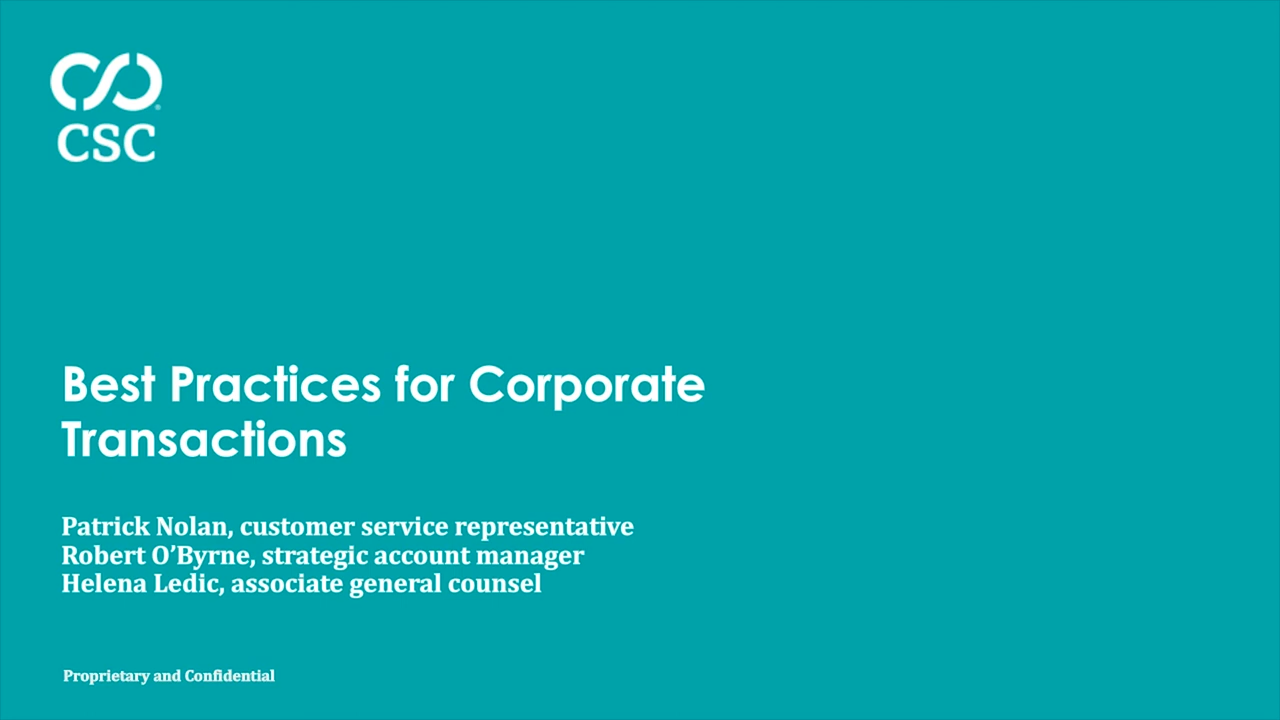 CSC
Best Practices for Corporate
Transactions
Patrick Nolan, customer service representative
Robert O’Byrne, strategic account manager
Helena Ledic, associate general counsel
Proprietary and Confidential